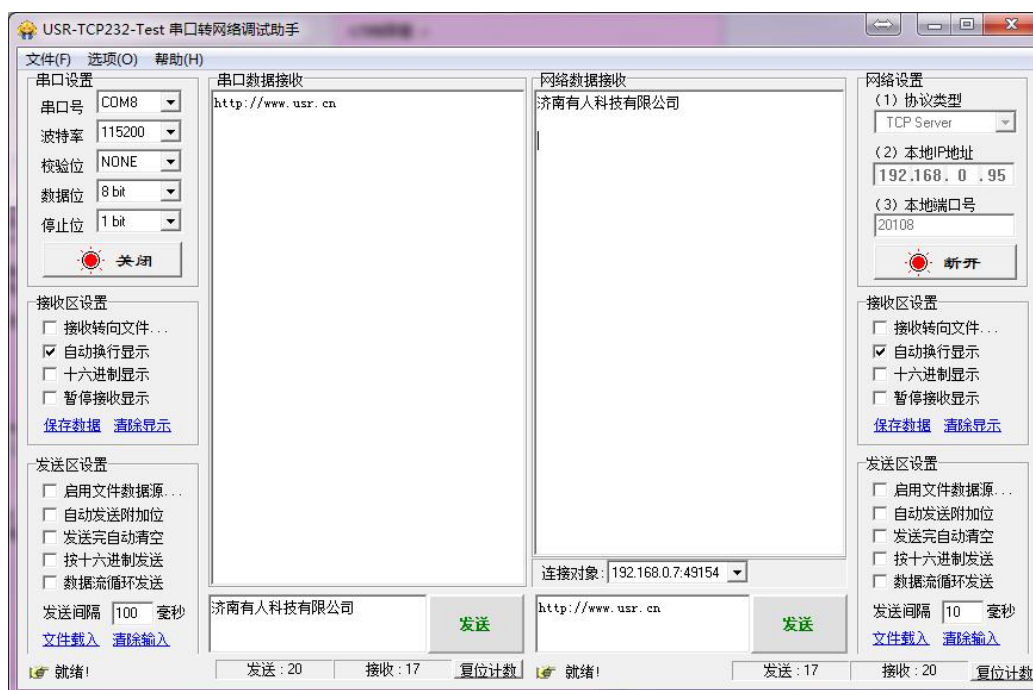 USR-TCP232-Test 串口转网络调试助手
文件(F) 选项(O) 帮助(H)
串口设置
串口号 COM8
波特率 115200
校验位 NONE
数据位 8 bit
停止位 1 bit
关闭
接收区设置
接收转向文件...
自动换行显示
十六进制显示
暂停接收显示
保存数据 清除显示
发送区设置
启用文件数据源...
自动发送附加位
发送完自动清空
按十六进制发送
数据流循环发送
发送间隔 100 毫秒
文件载入 清除输入
串口数据接收
http://www.usr.cn
济南有人科技有限公司
发送
网络数据接收
济南有人科技有限公司
连接对象: 192.168.0.7:49154
http://www.usr.cn
发送
网络设置
(1) 协议类型
TCP Server
(2) 本地IP地址
192.168. 0 .95
(3) 本地端口号
20108
断开
接收区设置
接收转向文件...
自动换行显示
十六进制显示
暂停接收显示
保存数据 清除显示
发送区设置
启用文件数据源...
自动发送附加位
发送完自动清空
按十六进制发送
数据流循环发送
发送间隔 10 毫秒
文件载入 清除输入
就绪! 发送:20 接收:17 复位计数
就绪! 发送:17 接收:20 复位计数